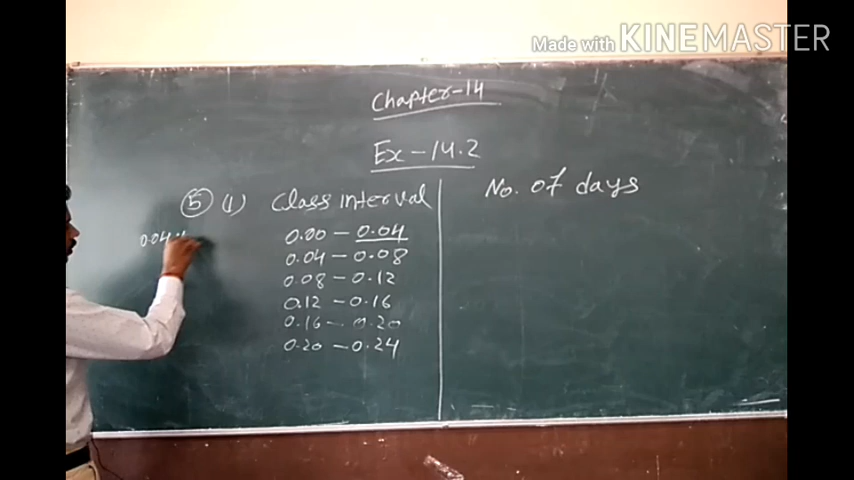 Made with KINEMASTER
Chapter-14
Ex-14.2
5 (1) Class interval No. of days
0.00 - 0.04
0.04 - 0.08
0.08 - 0.12
0.12 - 0.16
0.16 - 0.20
0.20 - 0.24
0.04